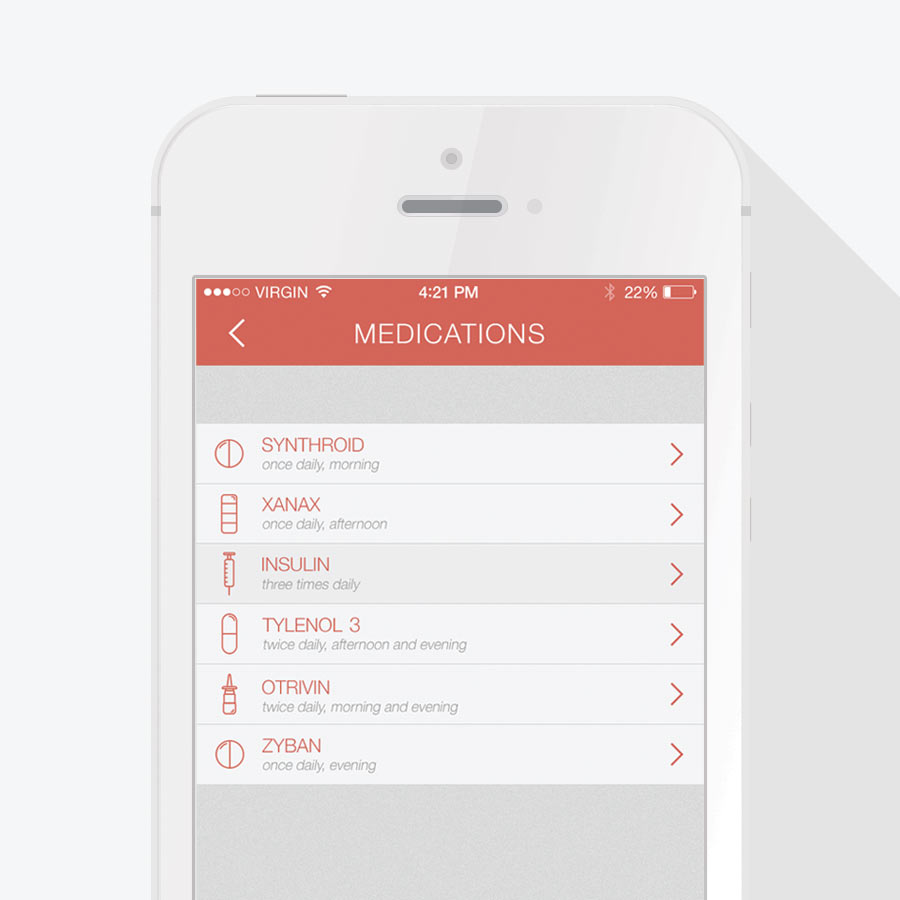 VIRGIN 4:21 PM 22%
MEDICATIONS
SYNTHROID
once daily, morning
XANAX
once daily, afternoon
INSULIN
three times daily
TYLENOL 3
twice daily, afternoon and evening
OTRIVIN
twice daily, morning and evening
ZYBAN
once daily, evening